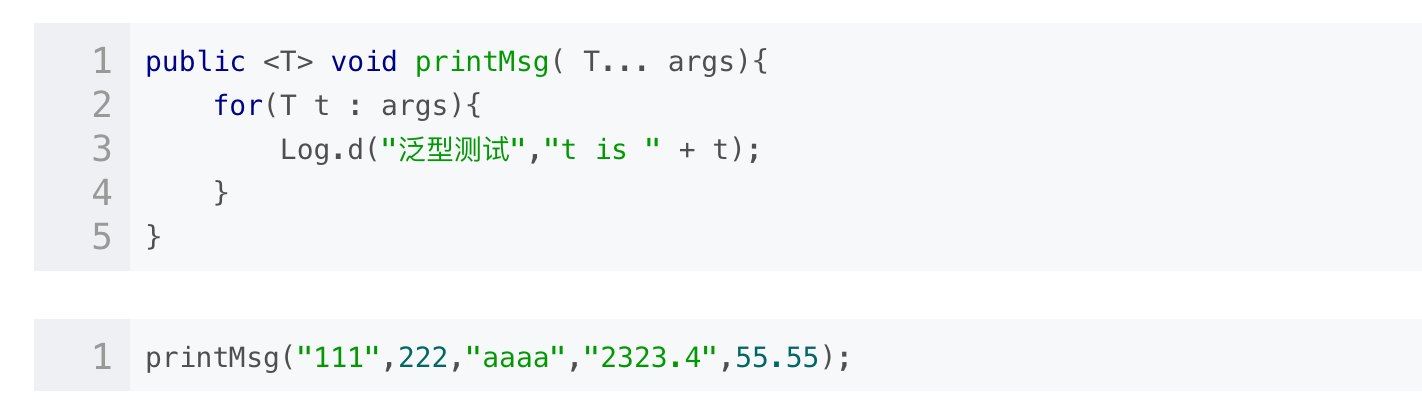 1 public <T> void printMsg( T... args){
2     for(T t : args){
3         Log.d("泛型测试","t is " + t);
4     }
5 }
1 printMsg("111",222,"aaaa","2323.4",55.55);